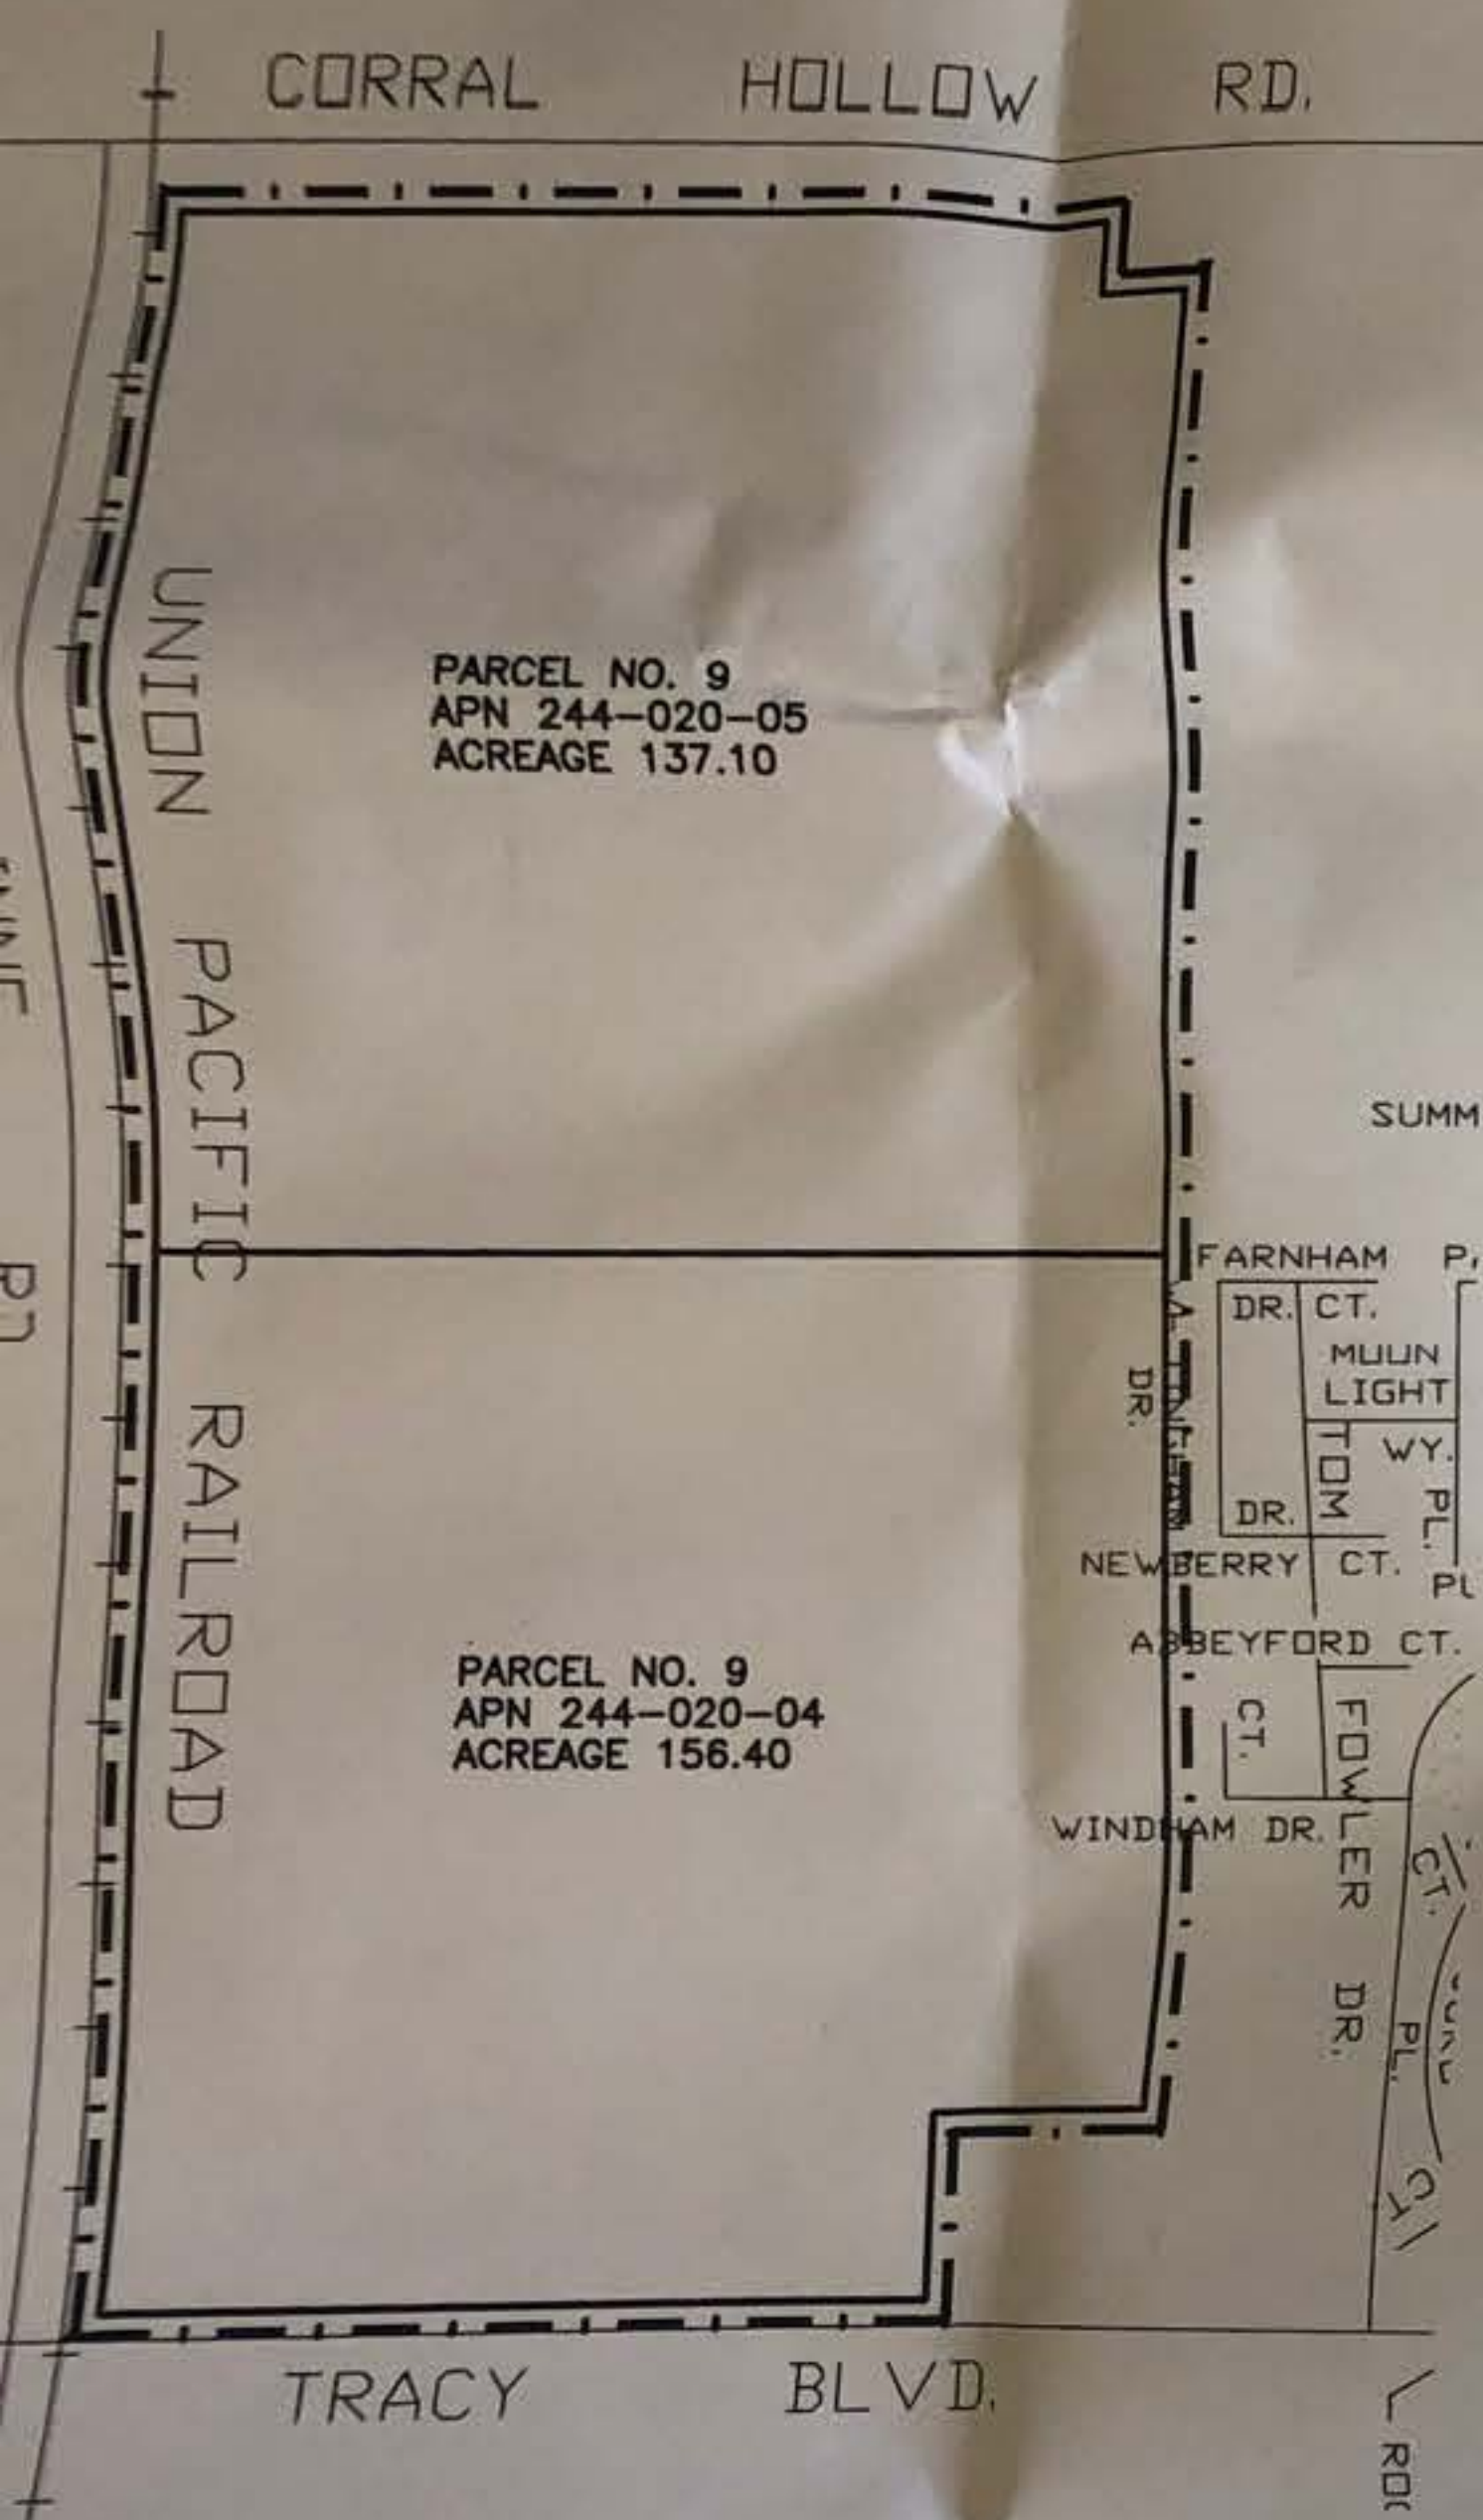 CORRAL HOLLOW RD.
UNION PACIFIC RAILROAD
PARCEL NO. 9
APN 244-020-05
ACREAGE 137.10
SUMM
FARNHAM
DR. CT.
MOON
LIGHT
WY.
TOM
PL.
DR.
DR.
NEWBERRY CT.
ABBEYFORD CT.
CT.
PARCEL NO. 9
APN 244-020-04
ACREAGE 156.40
WINDHAM DR.
FOWLER DR.
CT.
PL.
TRACY BLVD.